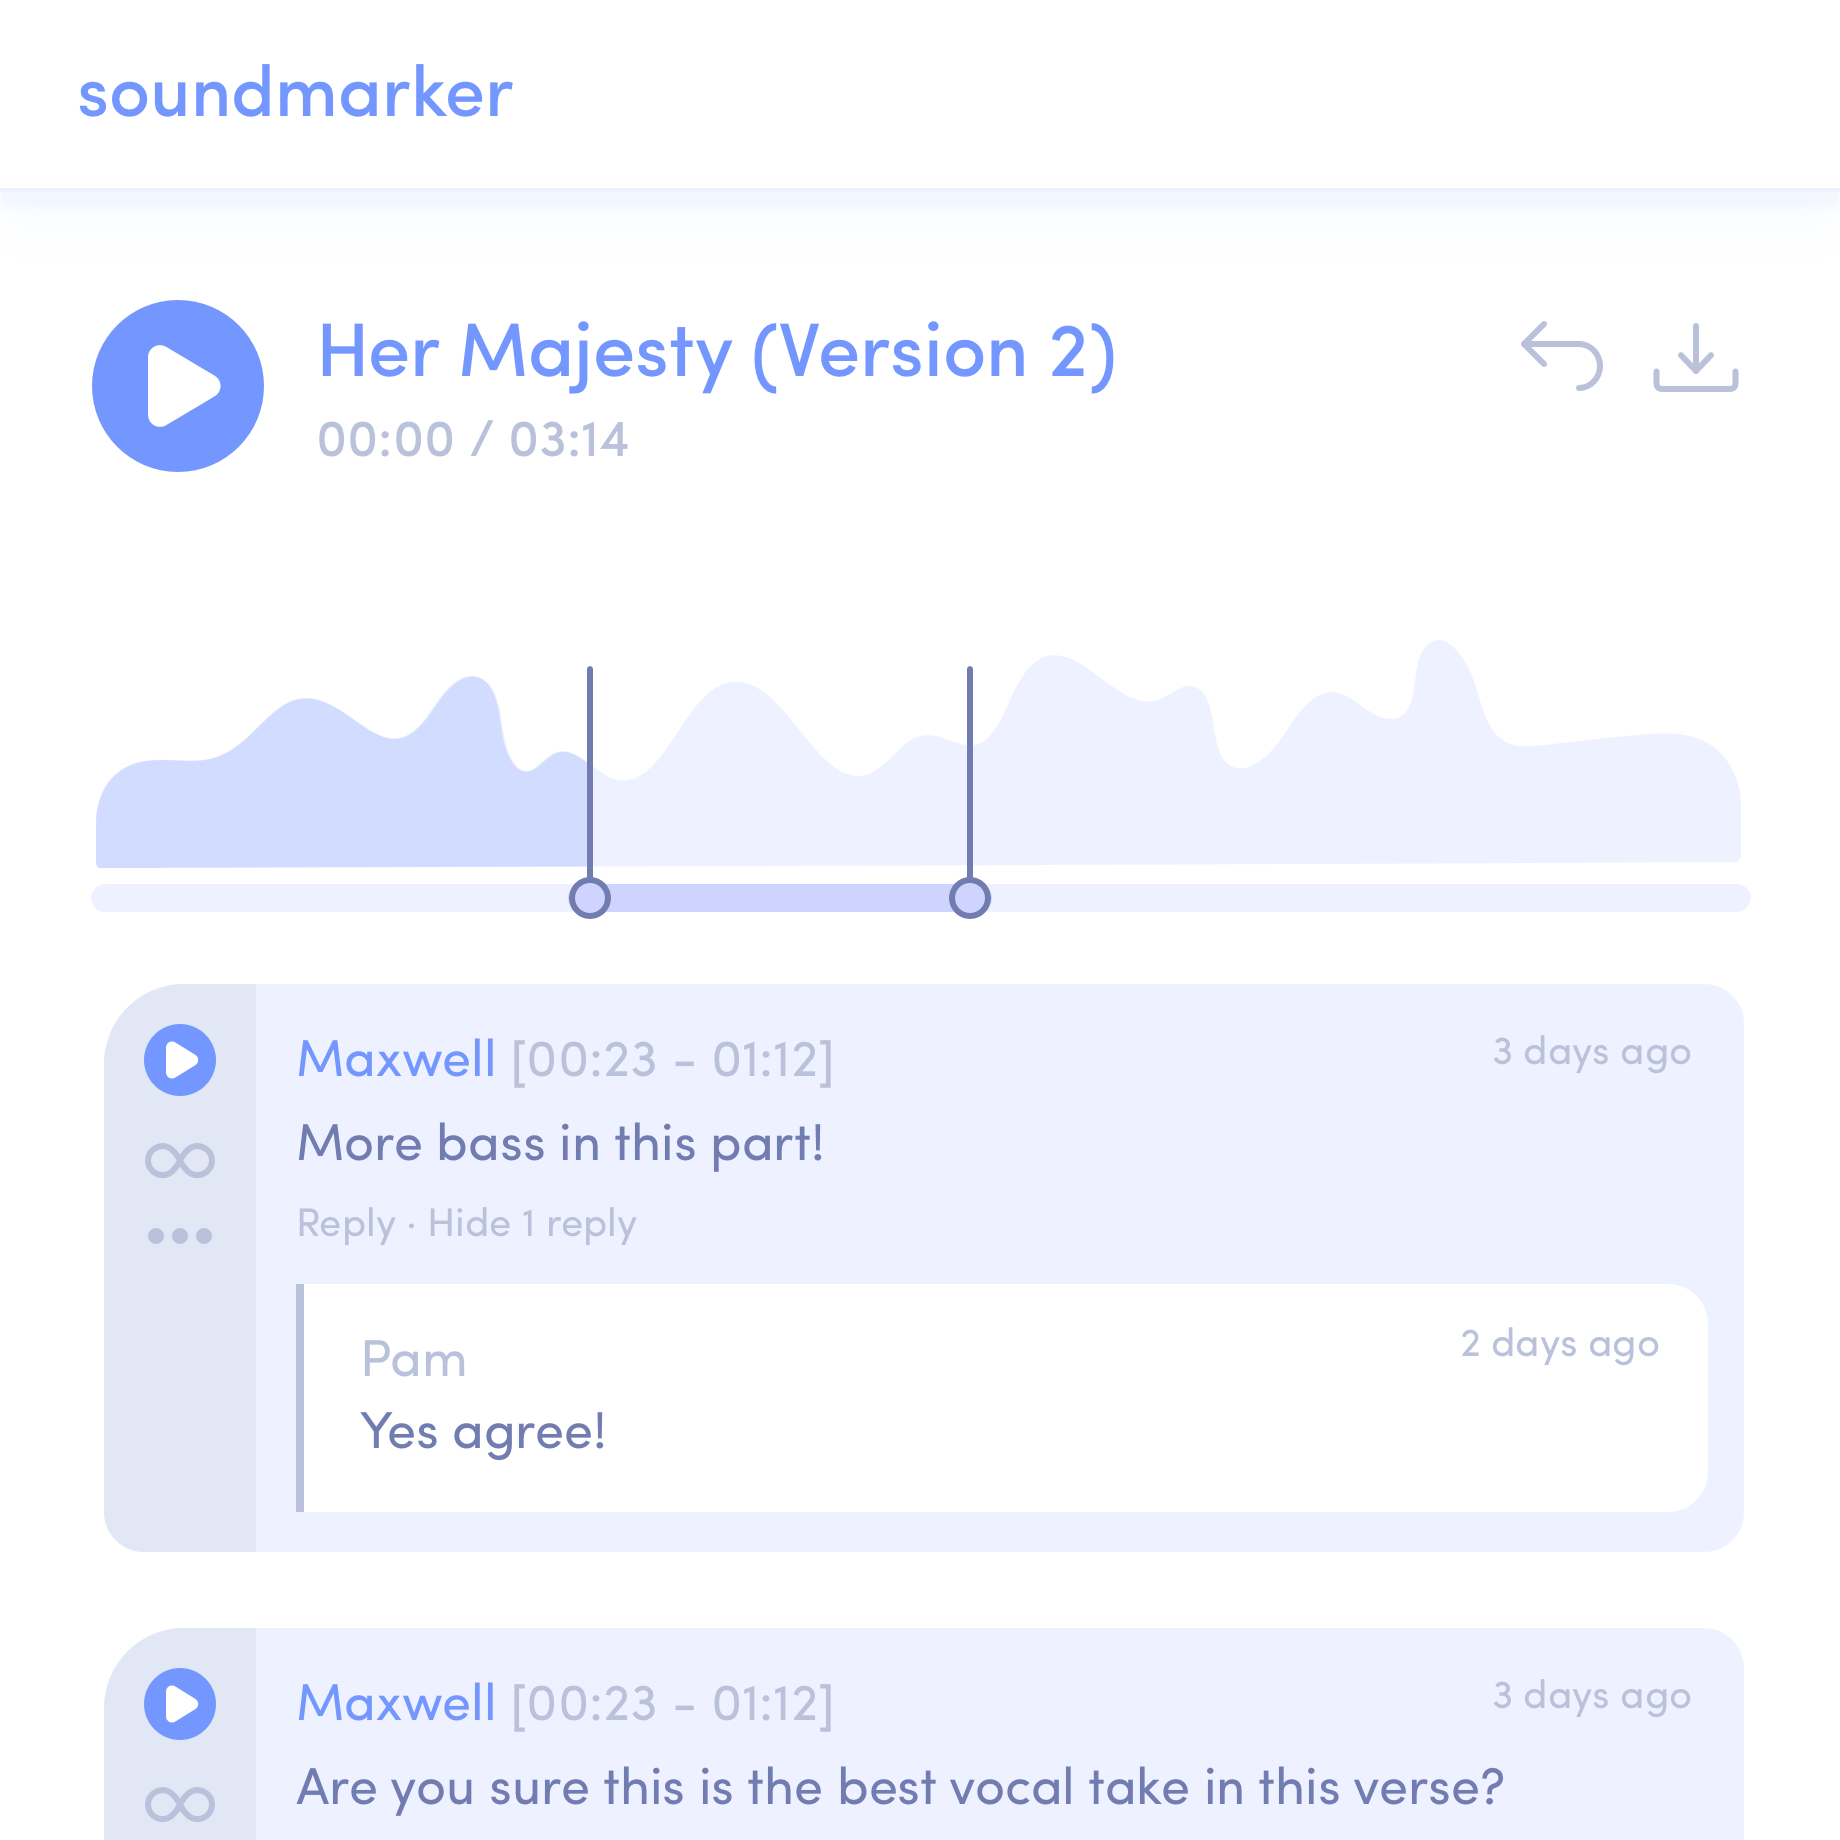 soundmarker
Her Majesty (Version 2)
00:00 / 03:14
Maxwell [00:23 – 01:12]
3 days ago
More bass in this part!
Reply · Hide 1 reply
Pam
2 days ago
Yes agree!
Maxwell [00:23 – 01:12]
3 days ago
Are you sure this is the best vocal take in this verse?